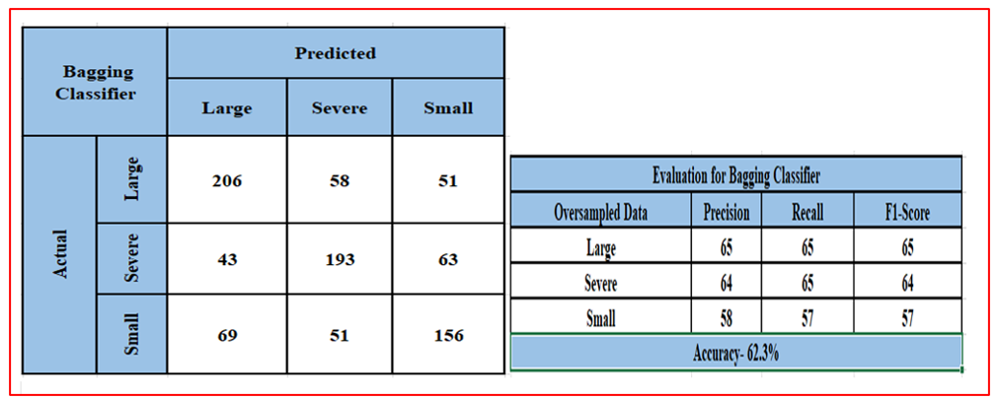 Bagging
Classifier
Predicted
Large Severe Small
Actual
Large 206 58 51
Severe 43 193 63
Small 69 51 156
Evaluation for Bagging Classifier
Oversampled Data Precision Recall F1-Score
Large 65 65 65
Severe 64 65 64
Small 58 57 57
Accuracy- 62.3%